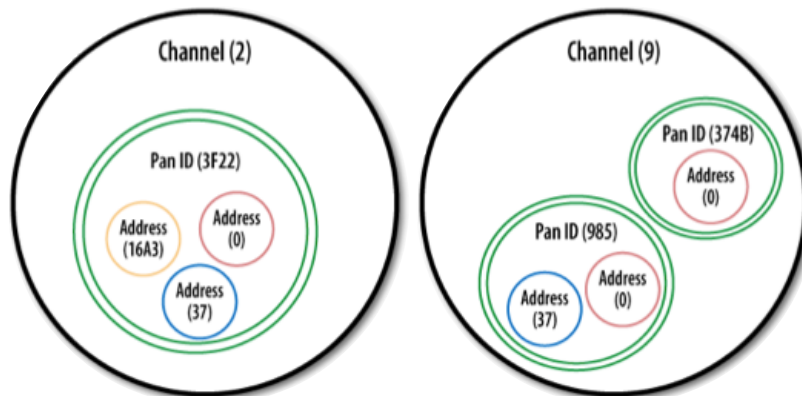 Channel (2)
Pan ID (3F22)
Address
(16A3)
Address
(0)
Address
(37)
Channel (9)
Pan ID (374B)
Address
(0)
Pan ID (985)
Address
(37)
Address
(0)